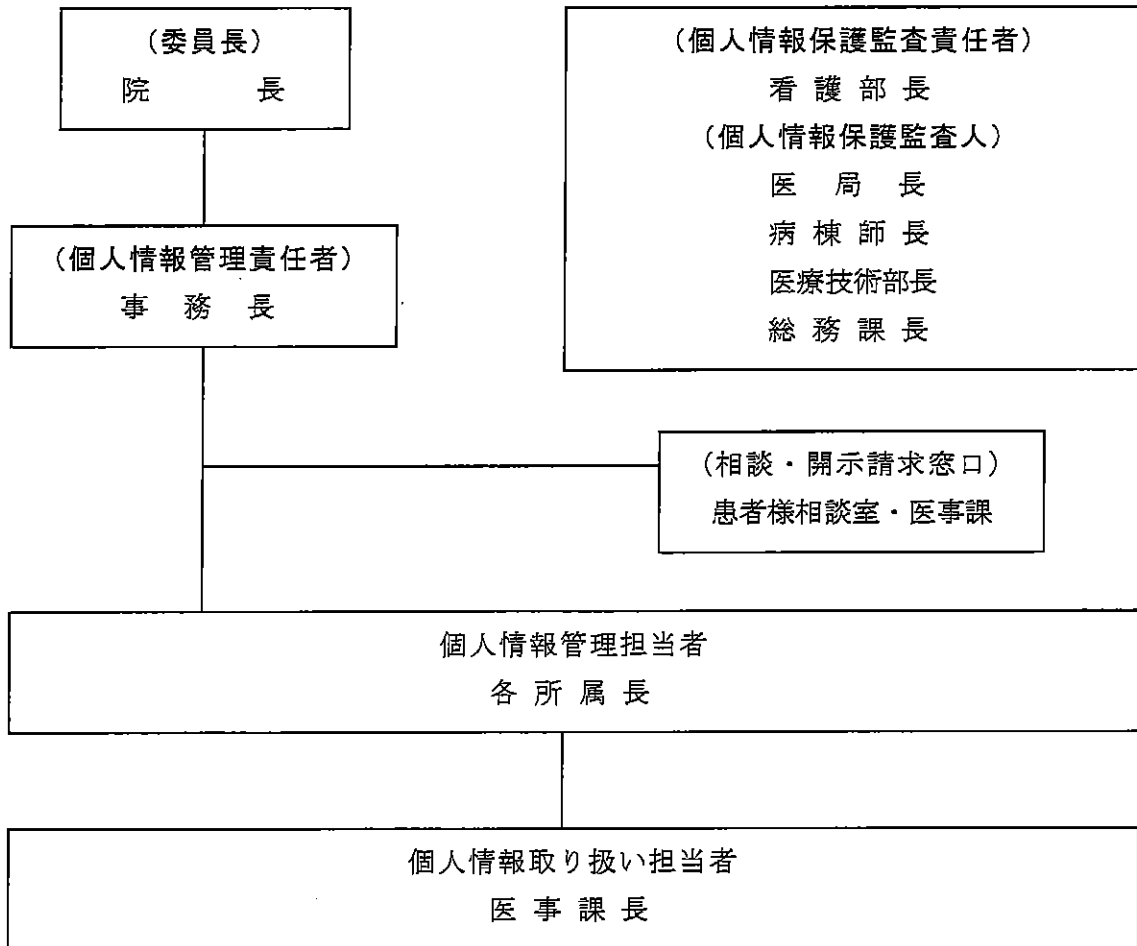 (委員長)
院 長
(個人情報保護監査責任者)
看 護 部 長
(個人情報保護監査人)
医 局 長
病 棟 師 長
医療技術部長
総 務 課 長
(個人情報管理責任者)
事 務 長
(相談・開示請求窓口)
患者様相談室・医事課
個人情報管理担当者
各 所 属 長
個人情報取り扱い担当者
医 事 課 長